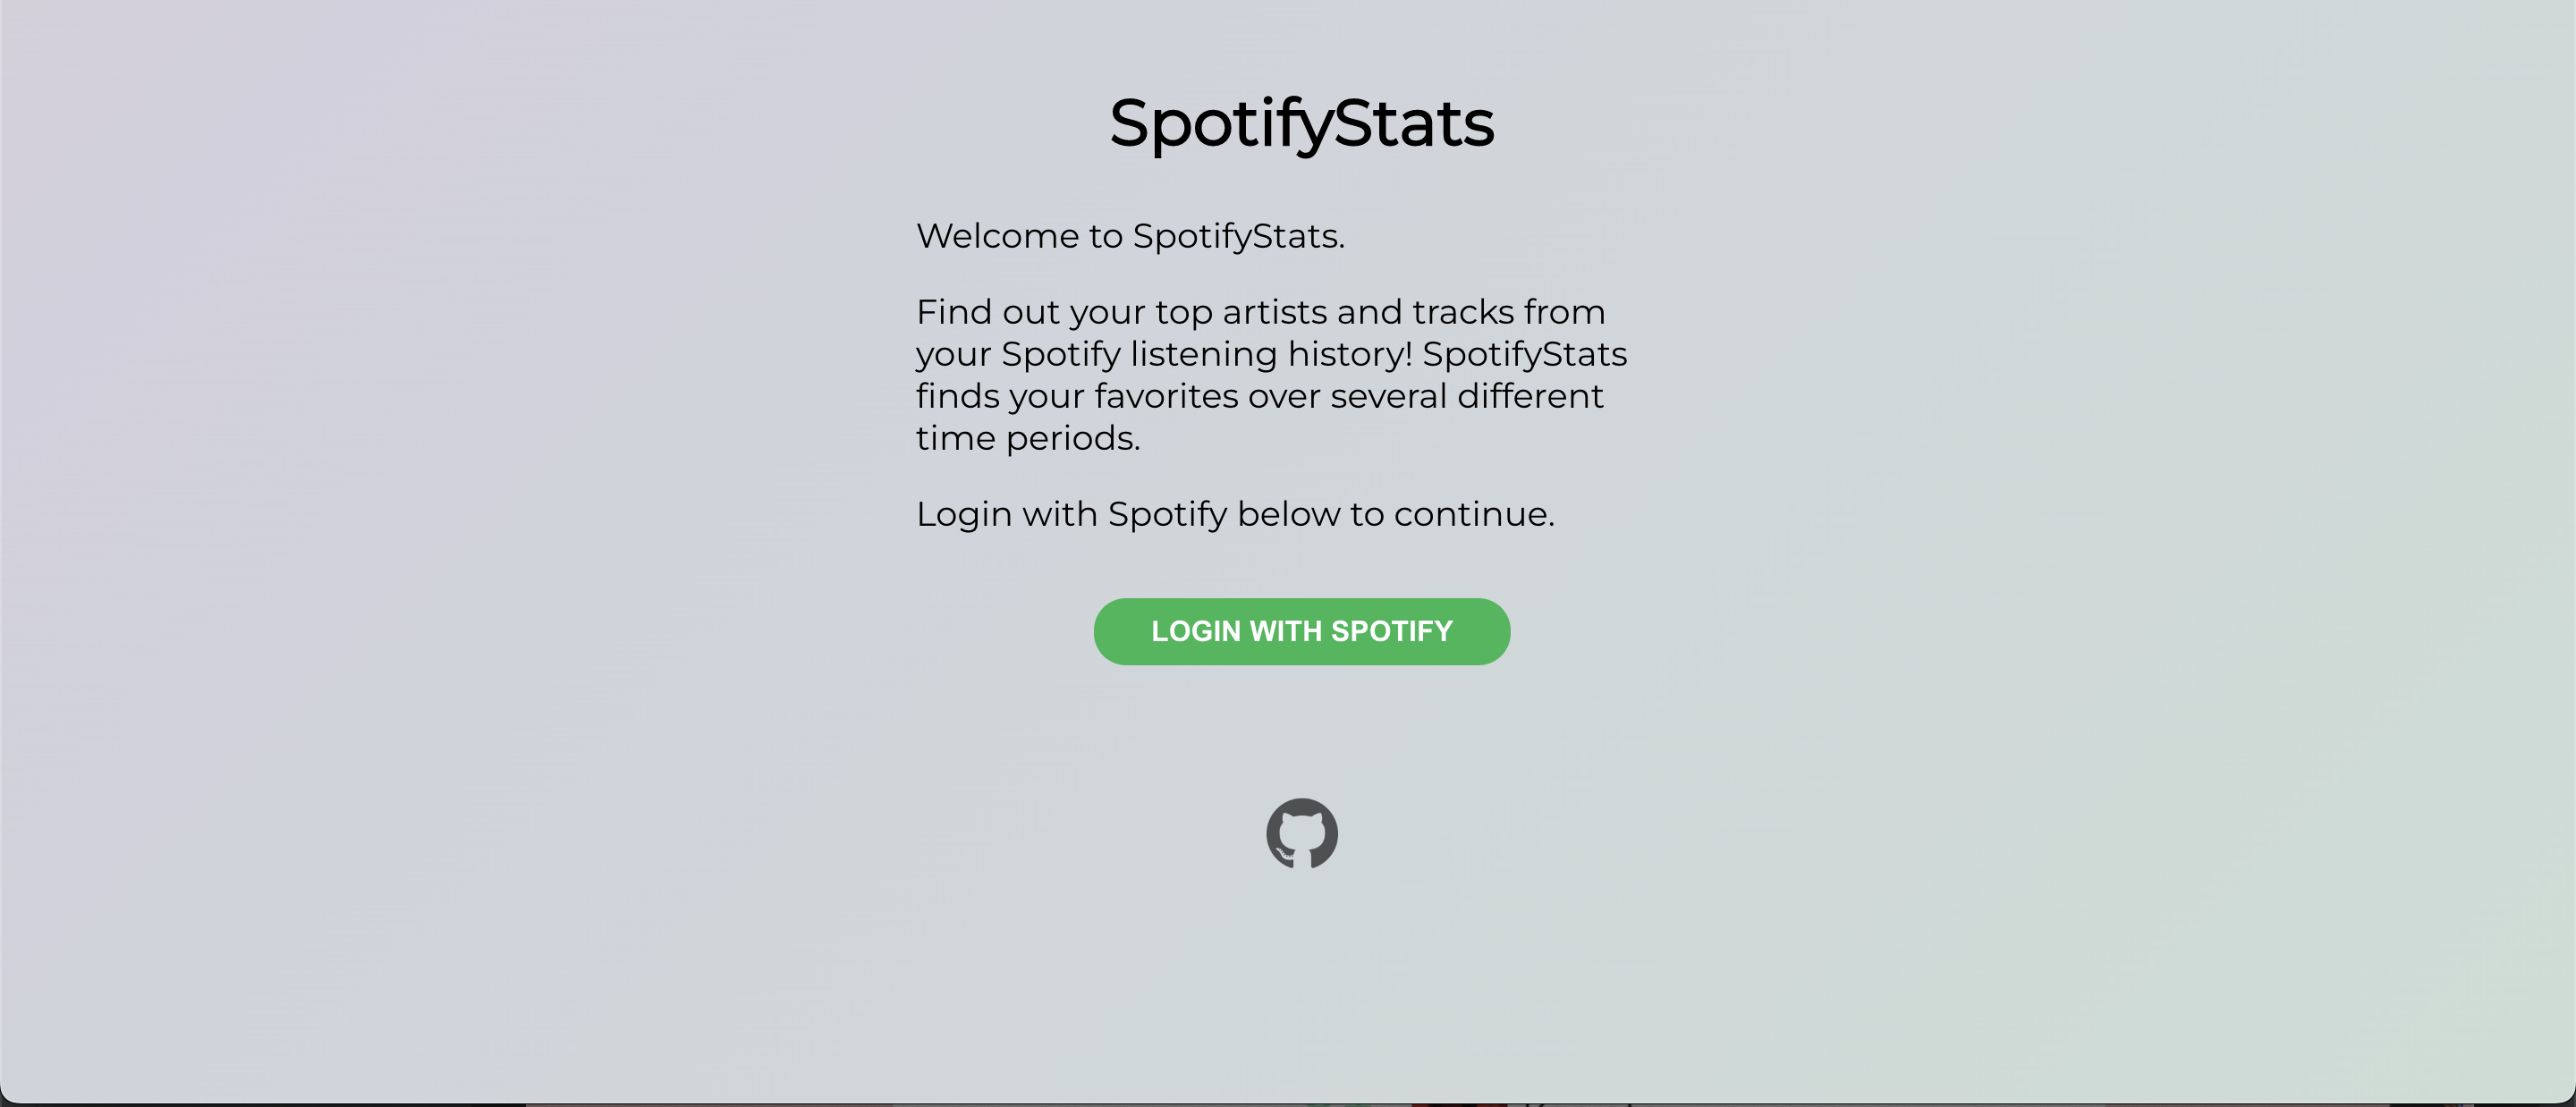 SpotifyStats
Welcome to SpotifyStats.
Find out your top artists and tracks from
your Spotify listening history! SpotifyStats
finds your favorites over several different
time periods.
Login with Spotify below to continue.
LOGIN WITH SPOTIFY